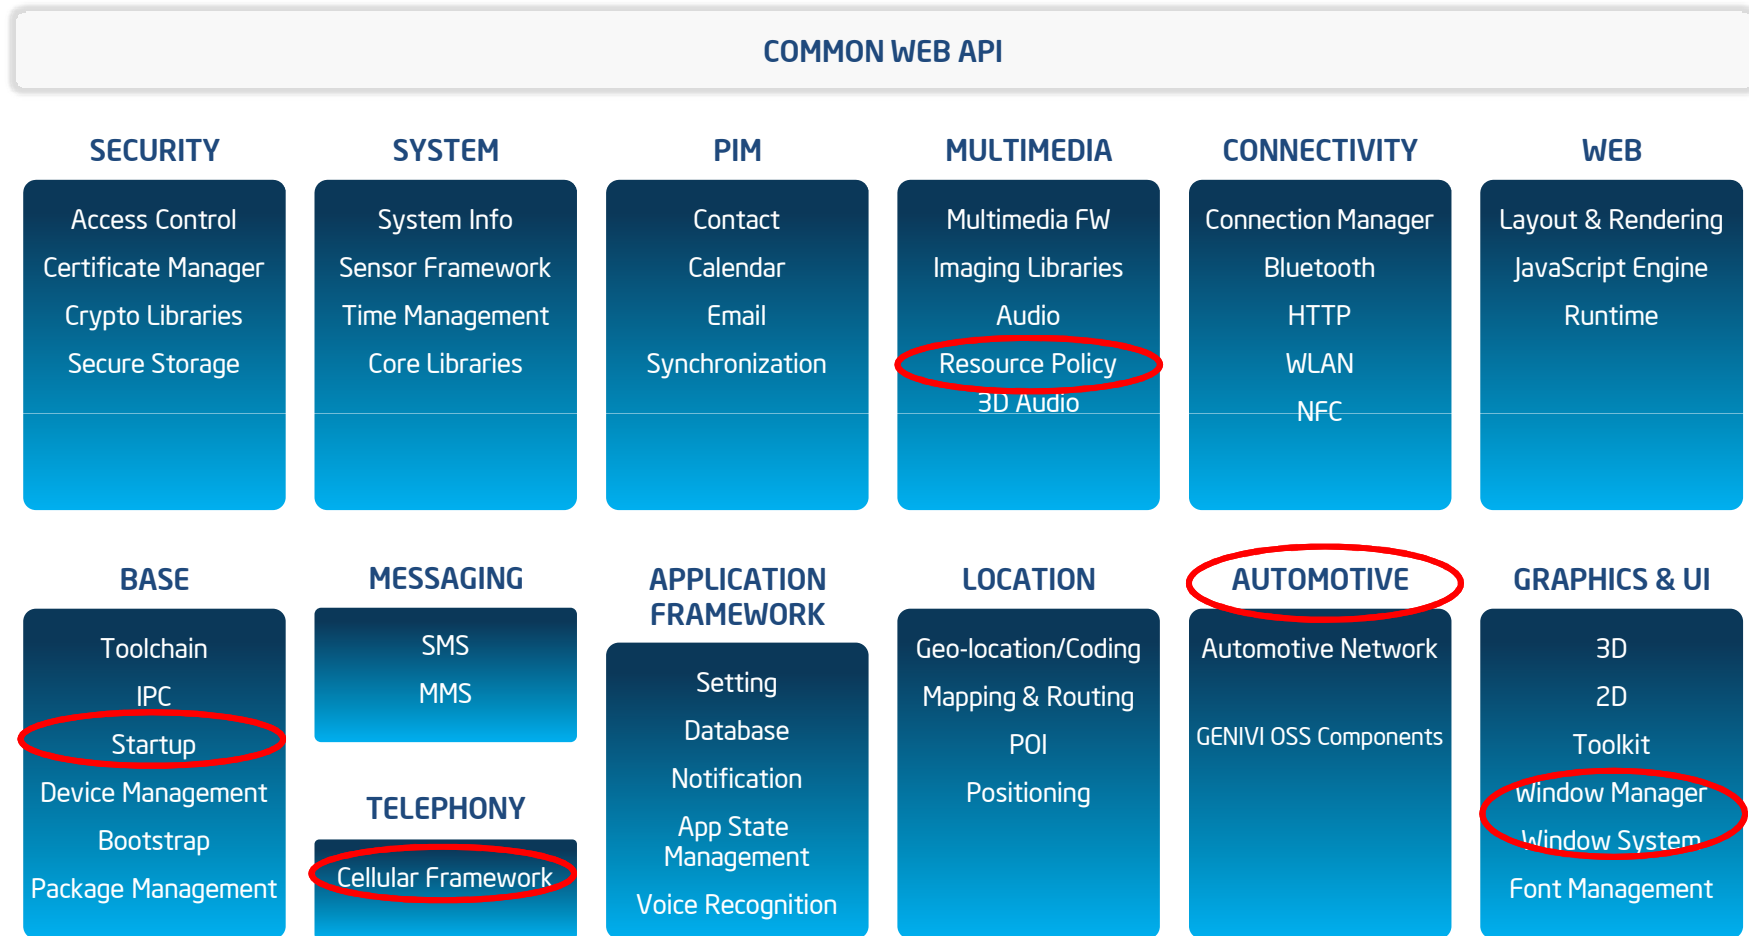 COMMON WEB API
SECURITY
Access Control
Certificate Manager
Crypto Libraries
Secure Storage
SYSTEM
System Info
Sensor Framework
Time Management
Core Libraries
PIM
Contact
Calendar
Email
Synchronization
MULTIMEDIA
Multimedia FW
Imaging Libraries
Audio
Resource Policy
3D Audio
CONNECTIVITY
Connection Manager
Bluetooth
HTTP
WLAN
NFC
WEB
Layout & Rendering
JavaScript Engine
Runtime
BASE
Toolchain
IPC
Startup
Device Management
Bootstrap
Package Management
MESSAGING
SMS
MMS
TELEPHONY
Cellular Framework
APPLICATION
FRAMEWORK
Setting
Database
Notification
App State
Management
Voice Recognition
LOCATION
Geo-location/Coding
Mapping & Routing
POI
Positioning
AUTOMOTIVE
Automotive Network
GENIVI OSS Components
GRAPHICS & UI
3D
2D
Toolkit
Window Manager
Window System
Font Management